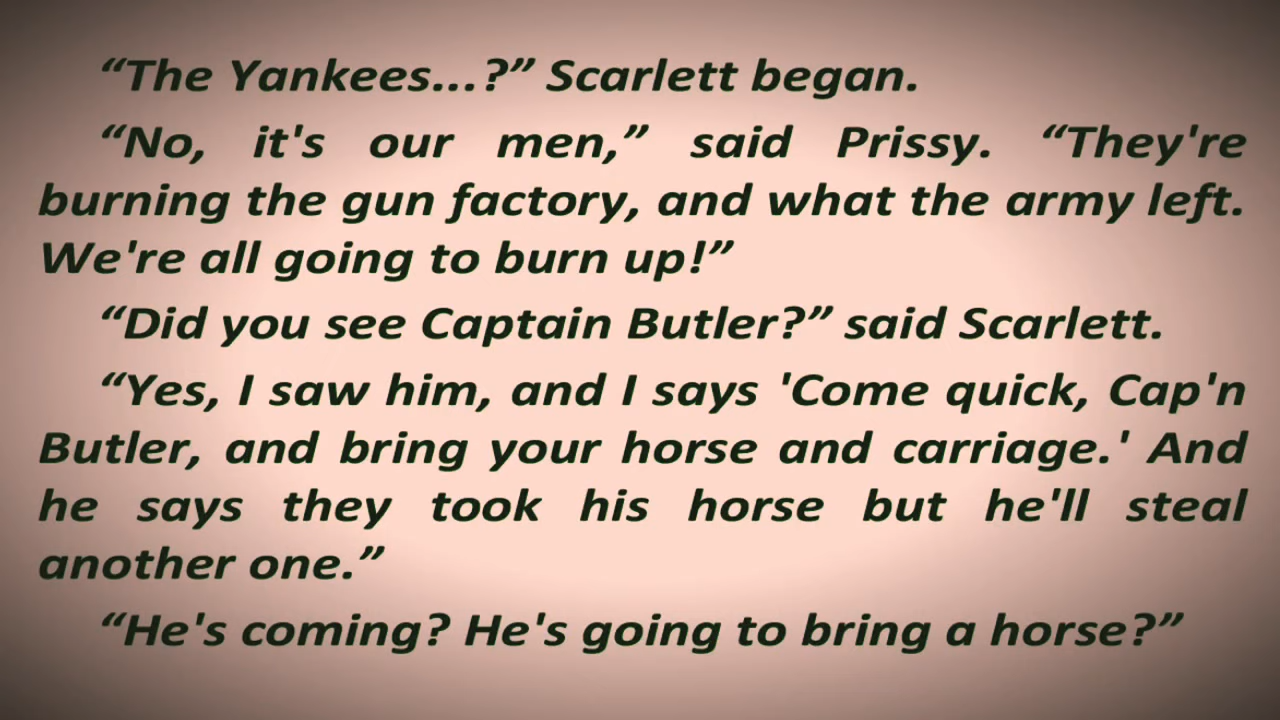 “The Yankees...?” Scarlett began.
“No, it's our men,” said Prissy. “They're
burning the gun factory, and what the army left.
We're all going to burn up!”
“Did you see Captain Butler?” said Scarlett.
“Yes, I saw him, and I says 'Come quick, Cap'n
Butler, and bring your horse and carriage.' And
he says they took his horse but he'll steal
another one.”
“He's coming? He's going to bring a horse?”